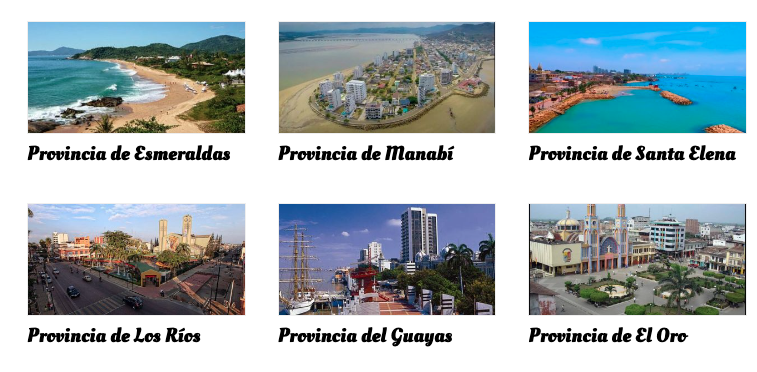 Provincia de Esmeraldas
Provincia de Manabí
Provincia de Santa Elena
Provincia de Los Ríos
Provincia del Guayas
Provincia de El Oro